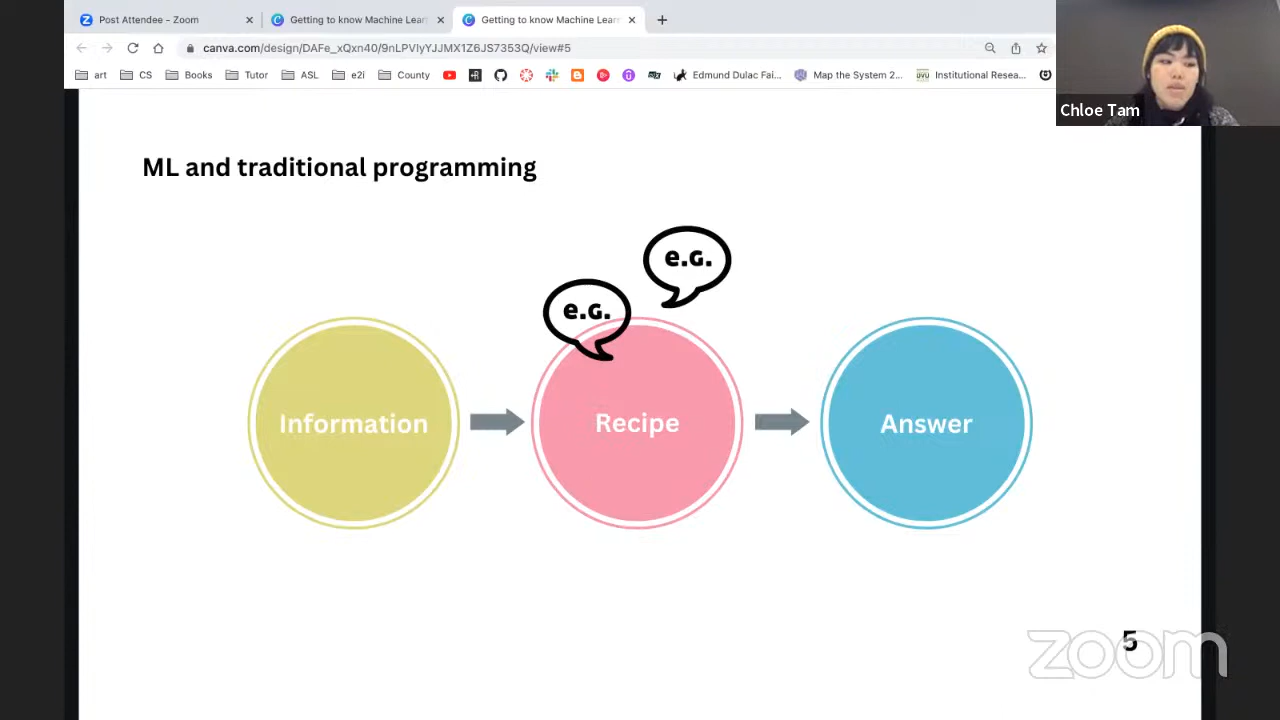 Post Attendee - Zoom
Getting to know Machine Lear
Getting to know Machine Lear
canva.com/design/DAFe_xQxn40/9nLPVlyYJJMX1Z6JS7353Q/view#5
art
CS
Books
Tutor
ASL
e2i
County
Edmund Dulac Fai...
Map the System 2...
UVU
Institutional Resea...
Chloe Tam
ML and traditional programming
e.G.
e.G.
Information
Recipe
Answer
5
zoom